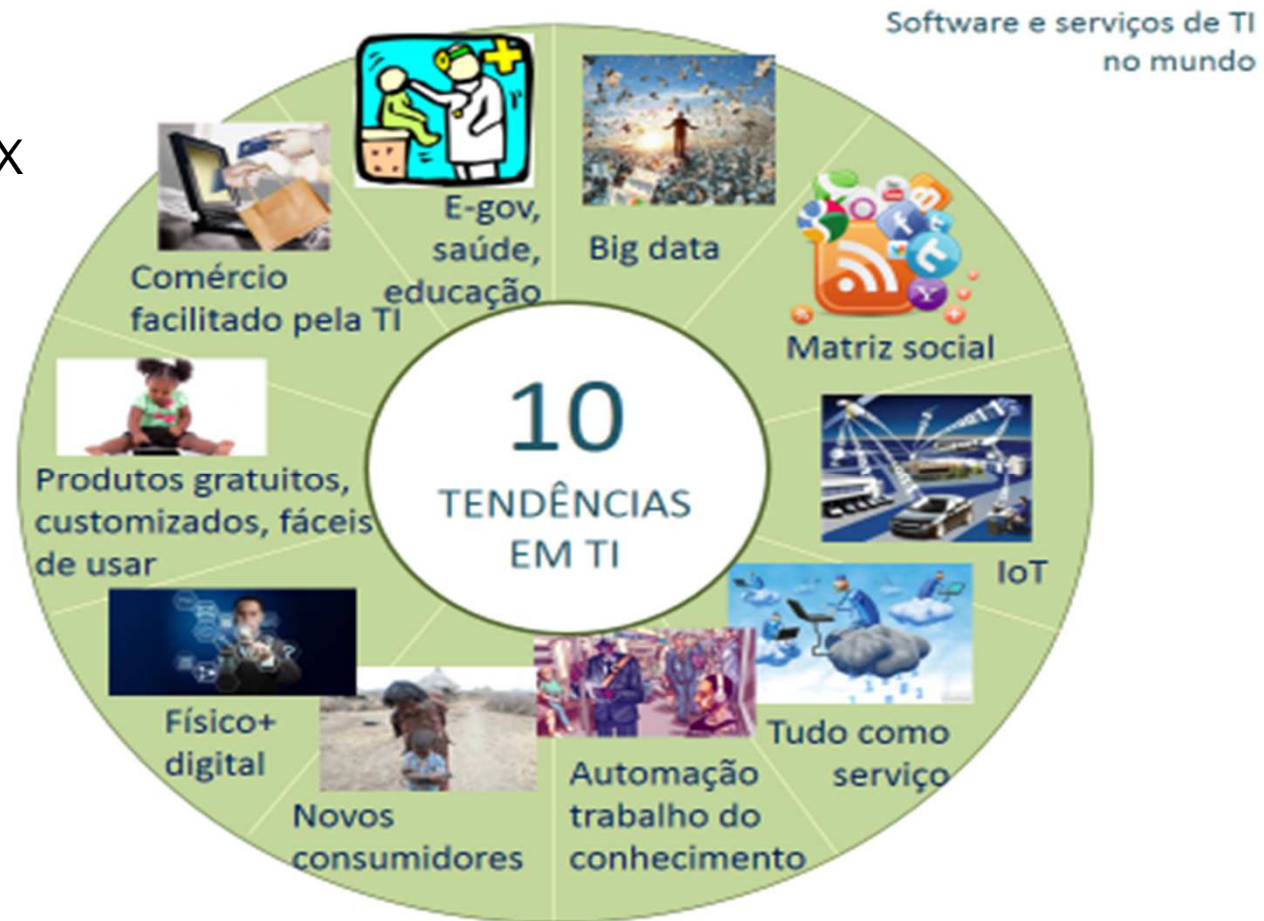 Software e serviços de TI
no mundo
X
10
TENDÊNCIAS
EM TI
Big data
Matriz social
IoT
Tudo como
serviço
Automação
trabalho do
conhecimento
Novos
consumidores
Físico+
digital
Produtos gratuitos,
customizados, fáceis
de usar
Comércio
facilitado pela TI
E-gov,
saúde,
educação